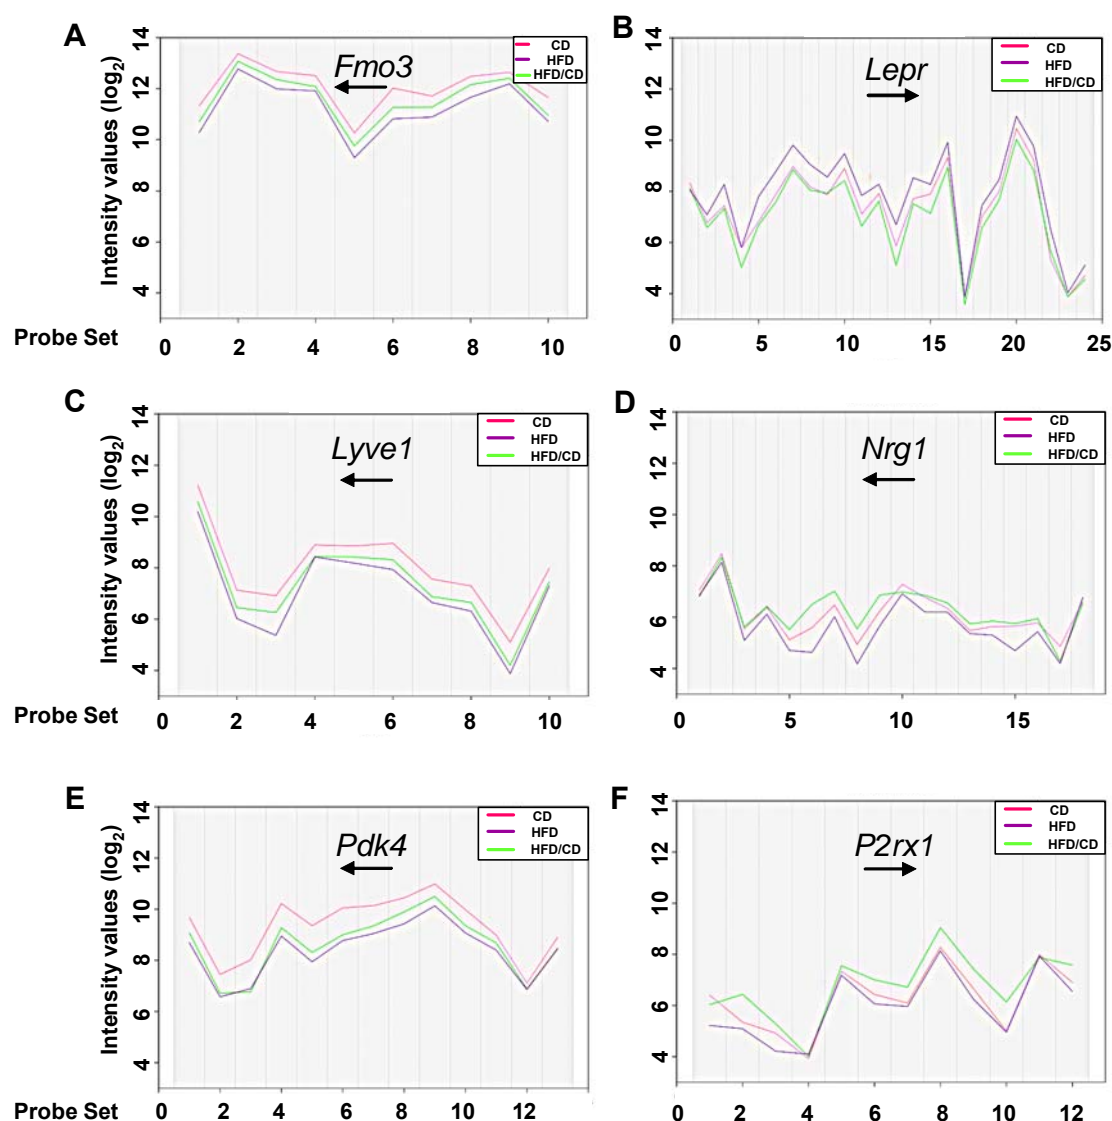 A
Intensity values (log2)
14
12
10
8
6
4
Fmo3
CD
HFD
HFD/CD
Probe Set
0 2 4 6 8 10
B
14
12
10
8
6
4
Lepr
CD
HFD
HFD/CD
0 5 10 15 20 25
C
Intensity values (log2)
14
12
10
8
6
4
Lyve1
CD
HFD
HFD/CD
Probe Set
0 2 4 6 8 10
D
14
12
10
8
6
4
Nrg1
CD
HFD
HFD/CD
0 5 10 15
E
Intensity values (log2)
14
12
10
8
6
4
Pdk4
CD
HFD
HFD/CD
Probe Set
0 2 4 6 8 10 12
F
14
12
10
8
6
4
P2rx1
CD
HFD
HFD/CD
0 2 4 6 8 10 12